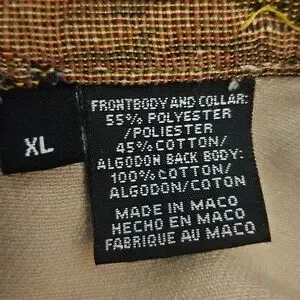 XL
FRONTBODY AND COLLAR:
55% POLYESTER
/POLIESTER
45% COTTON/
ALGODON BACK BODY:
100% COTTON/
ALGODON/COTON
MADE IN MACO
HECHO EN MACO
FABRIQUE AU MACO